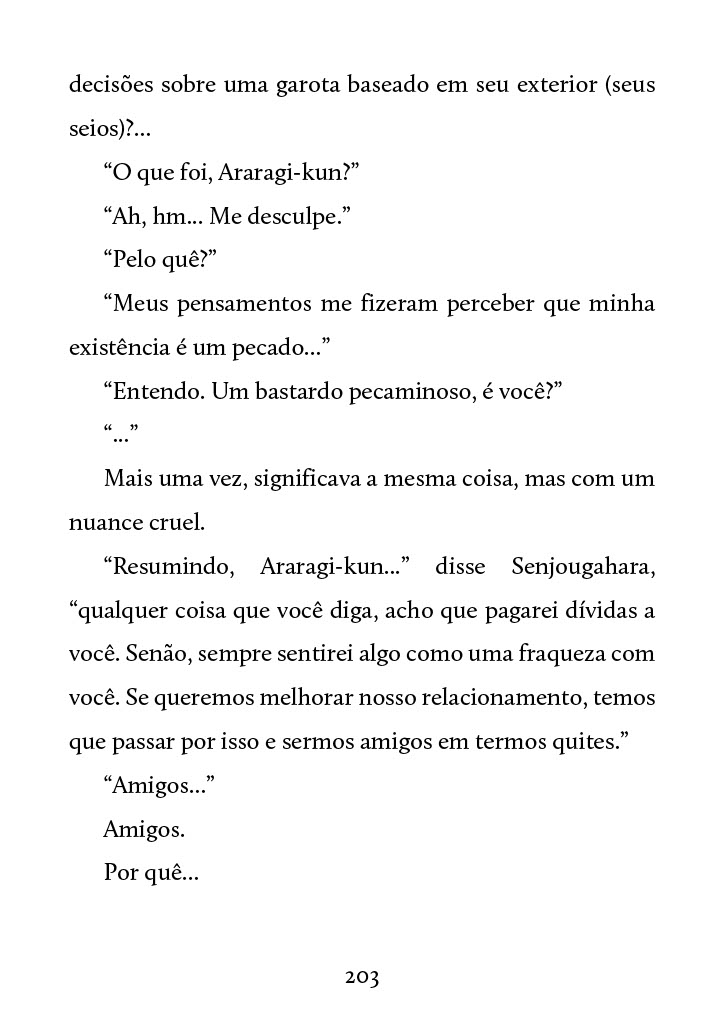 decisões sobre uma garota baseado em seu exterior (seus
seios)?...
“O que foi, Araragi-kun?”
“Ah, hm... Me desculpe.”
“Pelo quê?”
“Meus pensamentos me fizeram perceber que minha
existência é um pecado...”
“Entendo. Um bastardo pecaminoso, é você?”
“...”
Mais uma vez, significava a mesma coisa, mas com um
nuance cruel.
“Resumindo, Araragi-kun...” disse Senjougahara,
“qualquer coisa que você diga, acho que pagarei dívidas a
você. Senão, sempre sentirei algo como uma fraqueza com
você. Se queremos melhorar nosso relacionamento, temos
que passar por isso e sermos amigos em termos quites.”
“Amigos...”
Amigos.
Por quê...
203